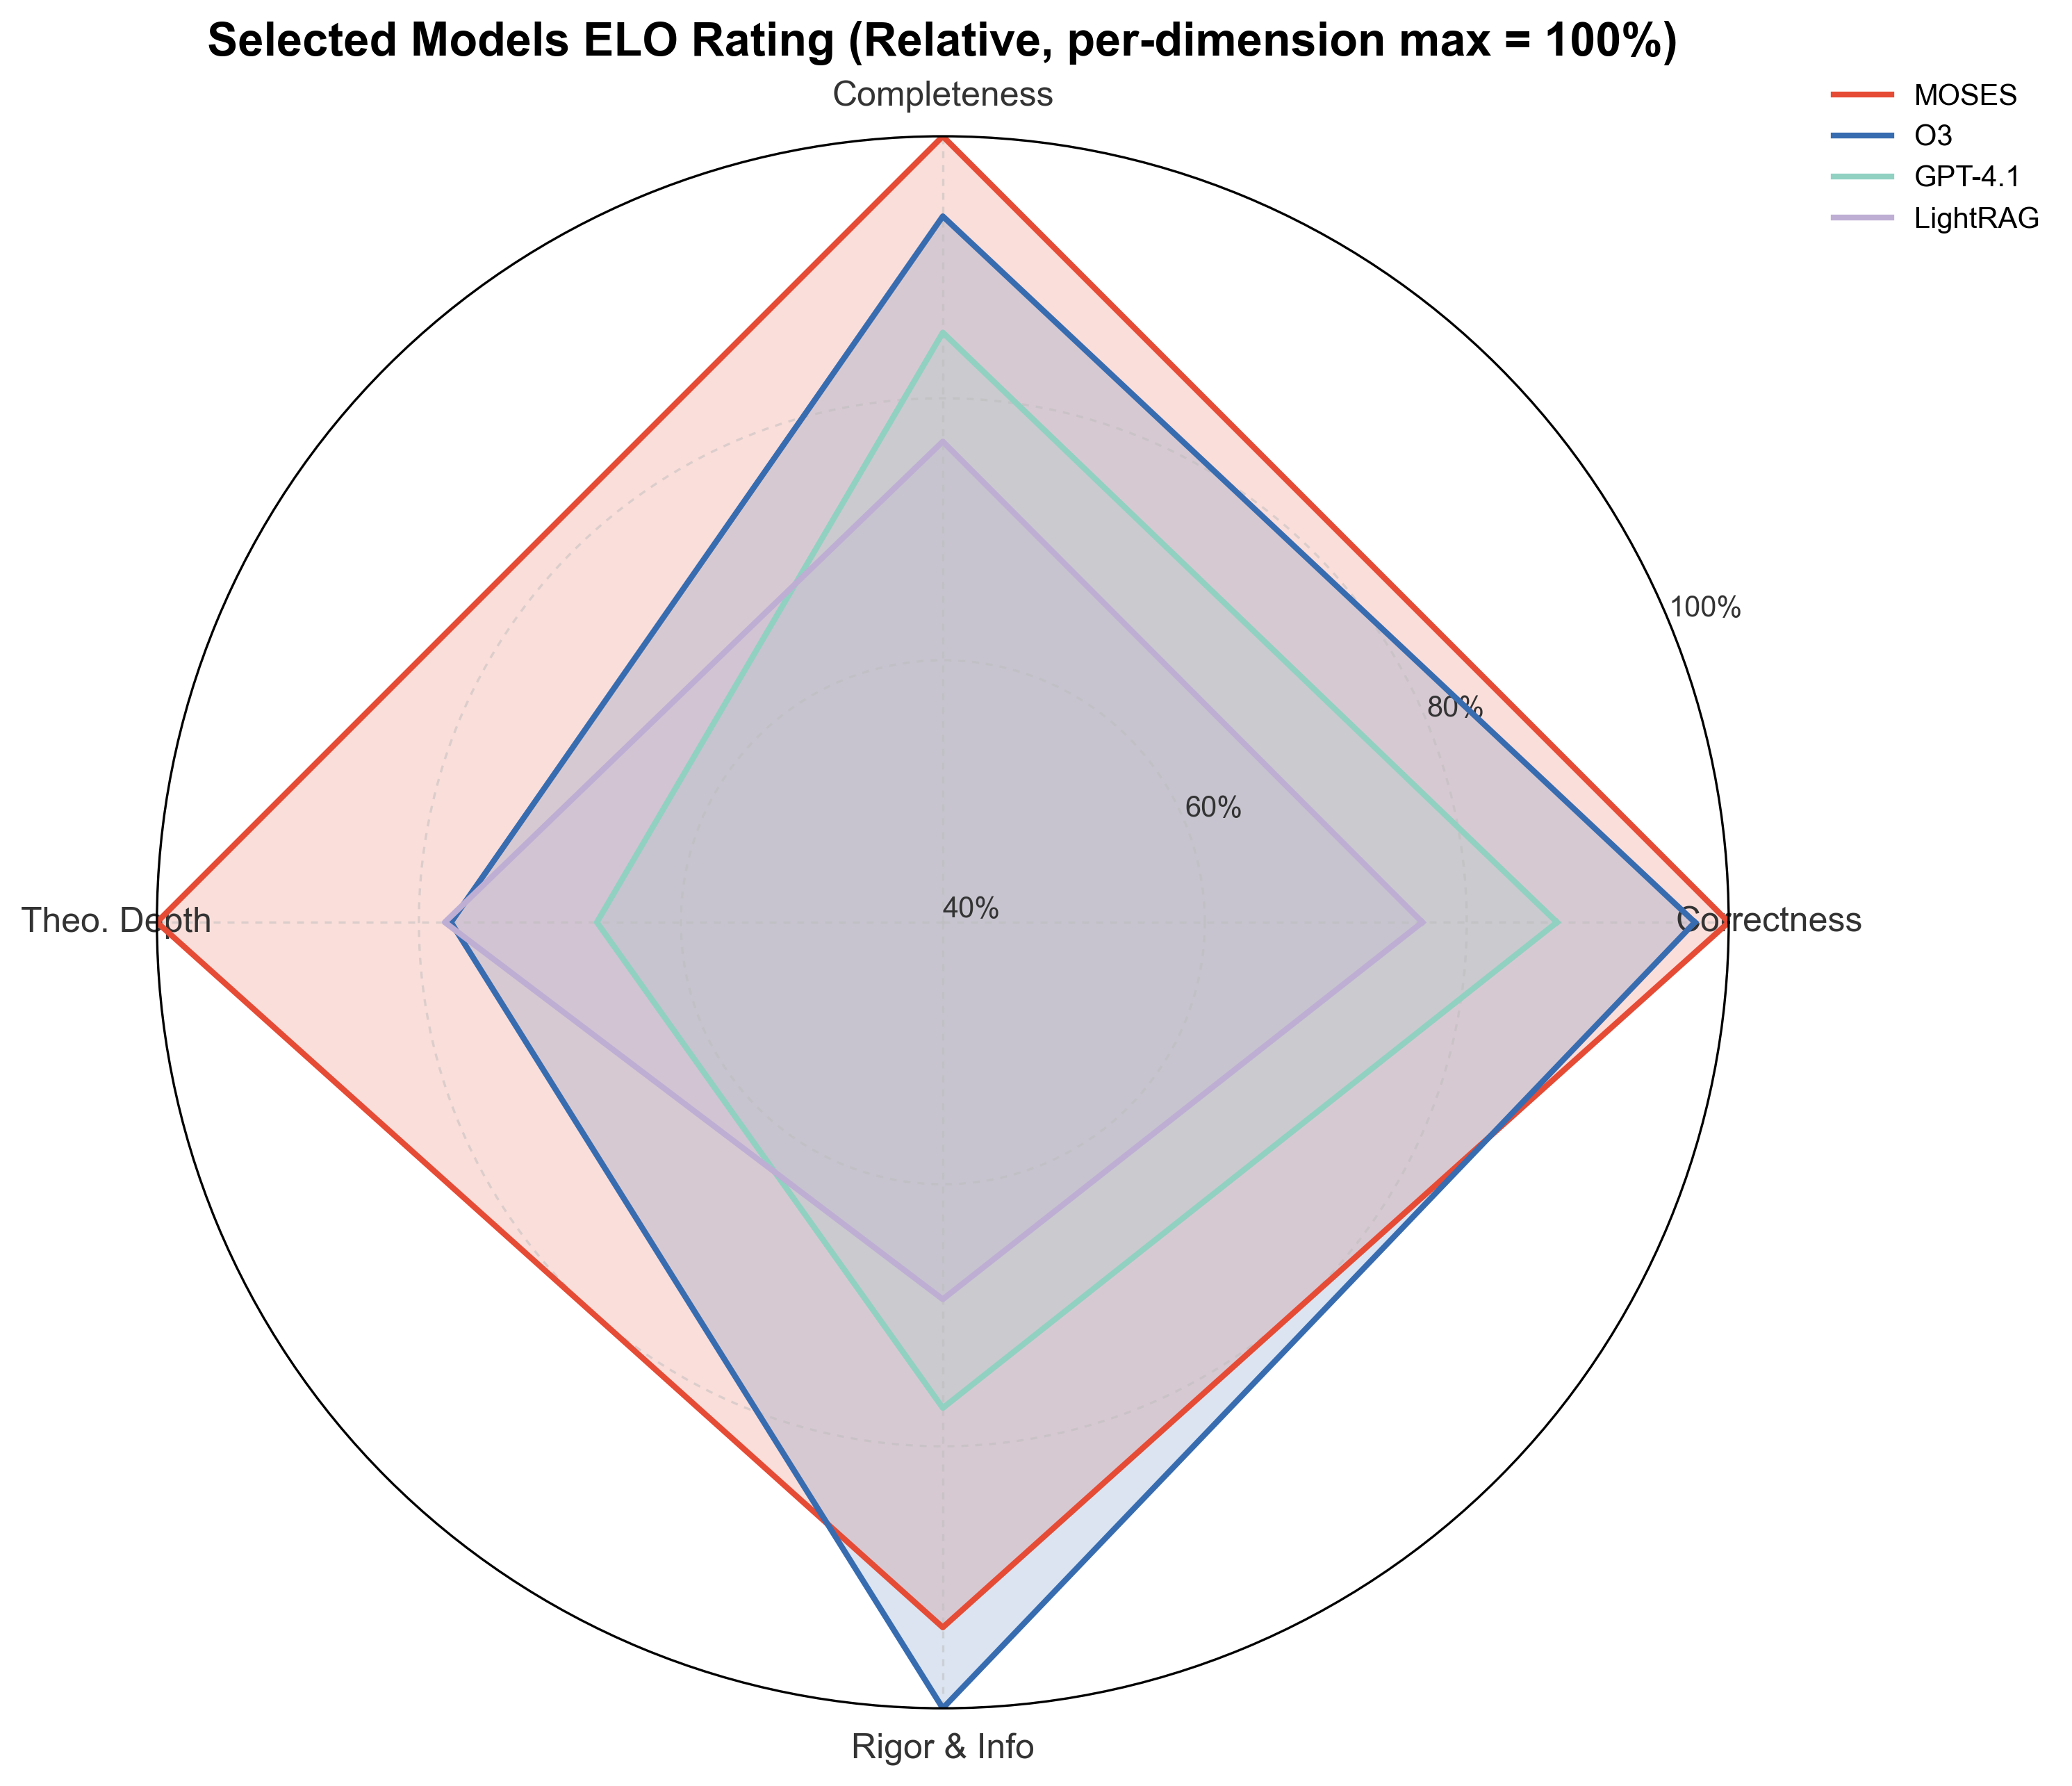 Selected Models ELO Rating (Relative, per-dimension max = 100%)
Completeness
MOSES
O3
GPT-4.1
LightRAG
100%
80%
60%
40%
Theo. Depth
Correctness
Rigor & Info